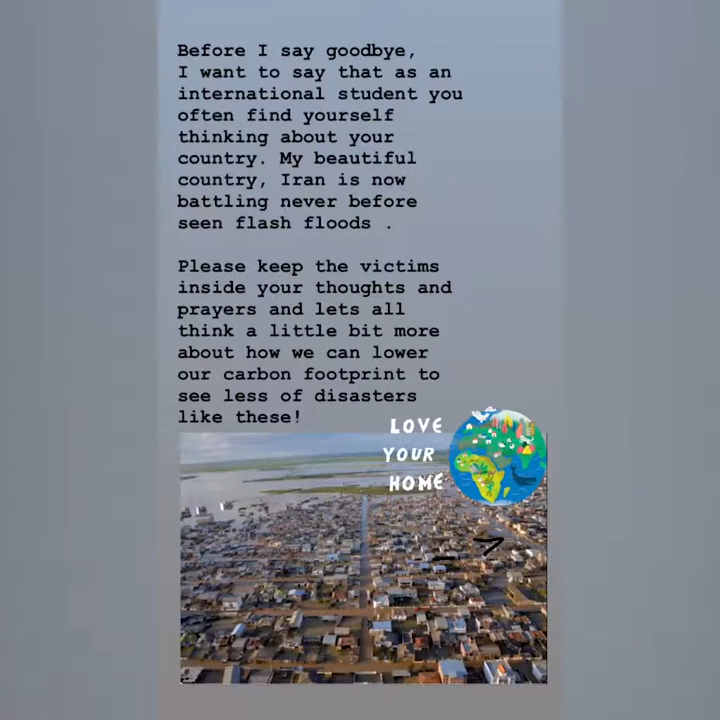 Before I say goodbye,
I want to say that as an
international student you
often find yourself
thinking about your
country. My beautiful
country, Iran is now
battling never before
seen flash floods .
Please keep the victims
inside your thoughts and
prayers and lets all
think a little bit more
about how we can lower
our carbon footprint to
see less of disasters
like these!
LOVE
YOUR
HOME